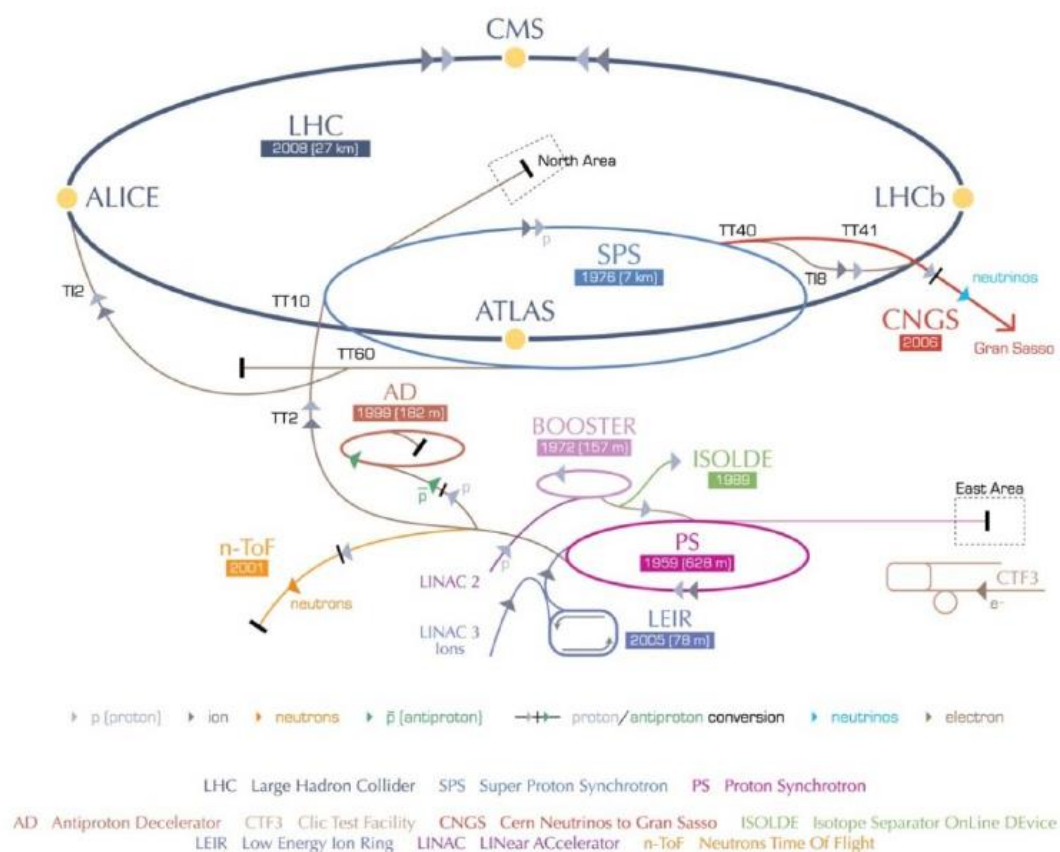 CMS
LHC
2008 (27 km)
North Area
ALICE
LHCb
TT40
TT41
p
SPS
1976 (7 km)
TI8
neutrinos
TI2
TT10
ATLAS
CNGS
2006
Gran Sasso
TT60
AD
1999 (182 m)
TT2
BOOSTER
1972 (157 m)
ISOLDE
1989
p̄
p
East Area
n-ToF
2001
PS
1959 (628 m)
LINAC 2
p
neutrons
CTF3
e-
LEIR
2005 (78 m)
LINAC 3
Ions
p (proton) ion neutrons p̄ (antiproton) proton/antiproton conversion neutrinos electron
LHC Large Hadron Collider SPS Super Proton Synchrotron PS Proton Synchrotron
AD Antiproton Decelerator CTF3 Clic Test Facility CNGS Cern Neutrinos to Gran Sasso ISOLDE Isotope Separator OnLine DEvice
LEIR Low Energy Ion Ring LINAC LINear ACcelerator n-ToF Neutrons Time Of Flight